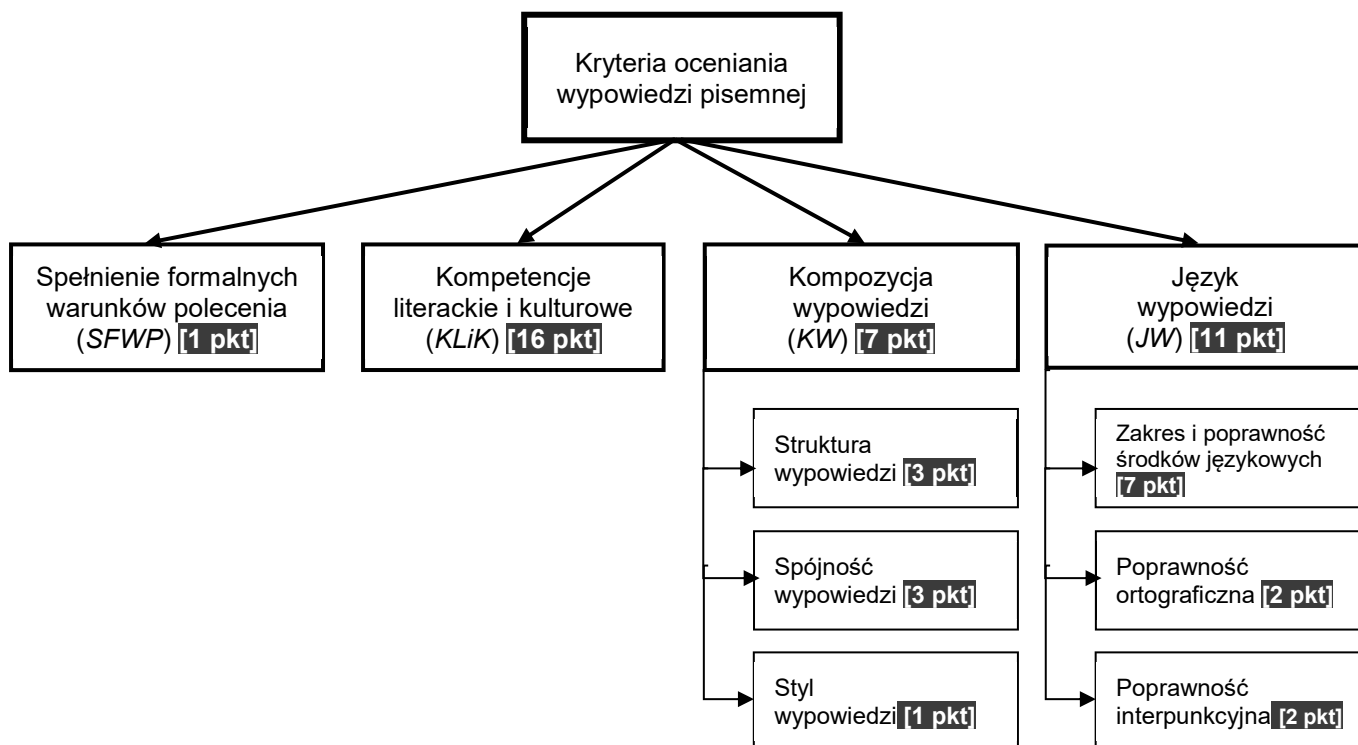 Kryteria oceniania
wypowiedzi pisemnej
Spełnienie formalnych
warunków polecenia
(SFWP) [1 pkt]
Kompetencje
literackie i kulturowe
(KLiK) [16 pkt]
Kompozycja
wypowiedzi
(KW) [7 pkt]
Język
wypowiedzi
(JW) [11 pkt]
Struktura
wypowiedzi [3 pkt]
Spójność
wypowiedzi [3 pkt]
Styl
wypowiedzi [1 pkt]
Zakres i poprawność
środków językowych
[7 pkt]
Poprawność
ortograficzna [2 pkt]
Poprawność
interpunkcyjna [2 pkt]